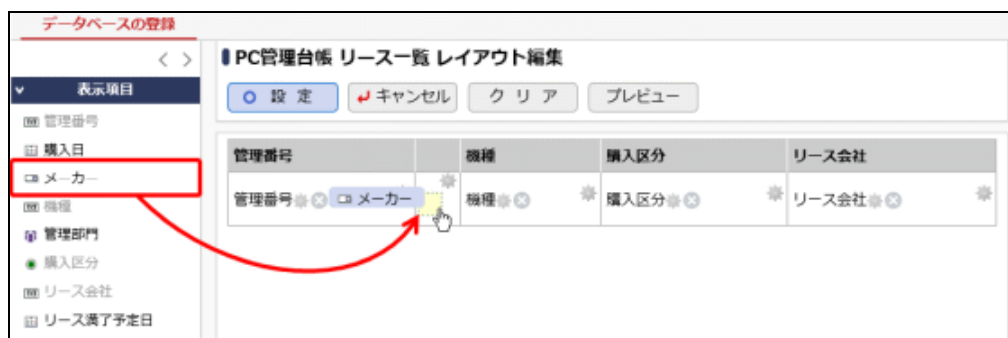 データベースの登録
< >
PC管理台帳 リース一覧 レイアウト編集
表示項目
設 定
キャンセル
ク リ ア
プレビュー
管理番号
購入日
メーカー
機種
管理部門
購入区分
リース会社
リース満了予定日
管理番号 機種 購入区分 リース会社
管理番号 メーカー 機種 購入区分 リース会社